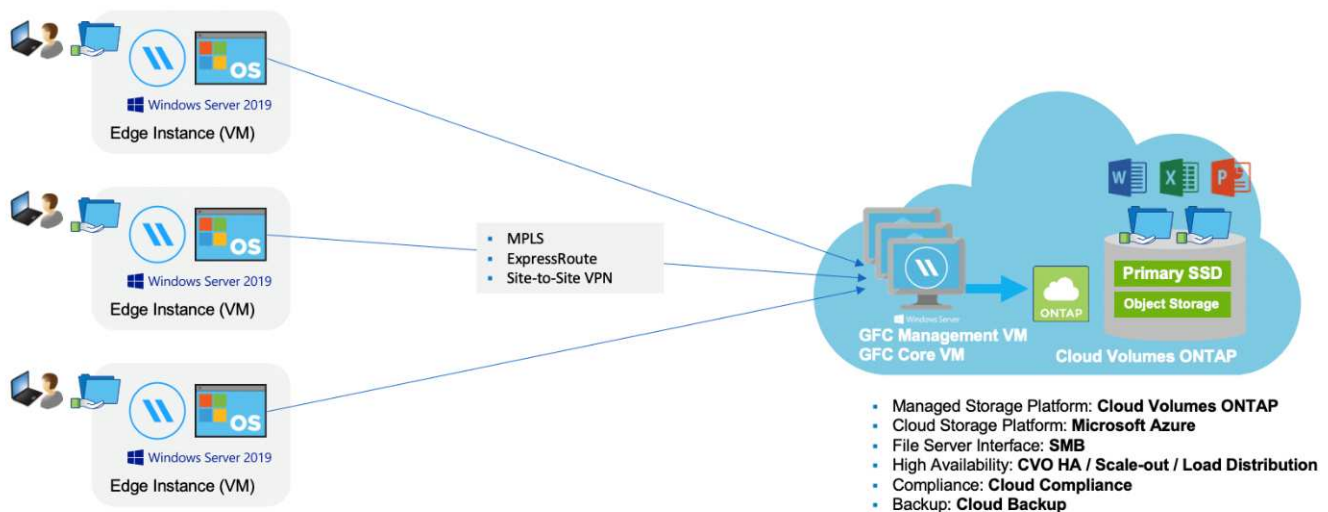 OS
Windows Server 2019
Edge Instance (VM)
OS
Windows Server 2019
Edge Instance (VM)
OS
Windows Server 2019
Edge Instance (VM)
▪ MPLS
▪ ExpressRoute
▪ Site-to-Site VPN
Windows Server
GFC Management VM
GFC Core VM
ONTAP
W X P
Primary SSD
Object Storage
Cloud Volumes ONTAP
▪ Managed Storage Platform: Cloud Volumes ONTAP
▪ Cloud Storage Platform: Microsoft Azure
▪ File Server Interface: SMB
▪ High Availability: CVO HA / Scale-out / Load Distribution
▪ Compliance: Cloud Compliance
▪ Backup: Cloud Backup